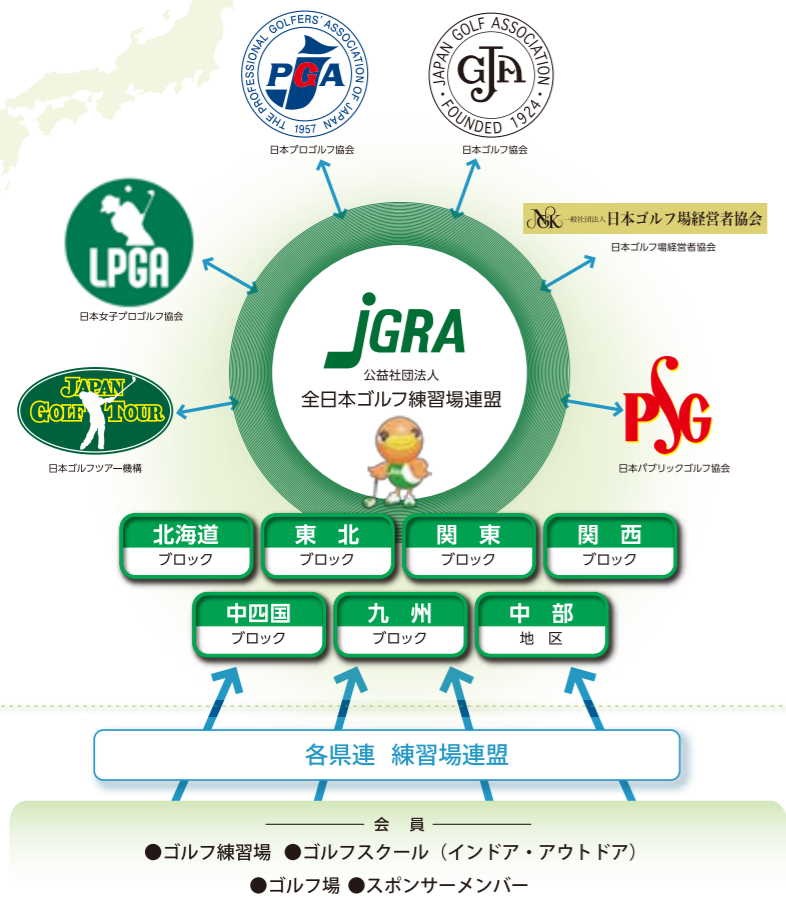 THE PROFESSIONAL GOLFERS' ASSOCIATION OF JAPAN
PGA
1957
日本プロゴルフ協会
JAPAN GOLF ASSOCIATION
JGA
FOUNDED 1924
日本ゴルフ協会
LPGA
日本女子プロゴルフ協会
NGK 一般社団法人 日本ゴルフ場経営者協会
日本ゴルフ場経営者協会
JGRA
公益社団法人
全日本ゴルフ練習場連盟
JAPAN
GOLF TOUR
日本ゴルフツアー機構
PSG
日本パブリックゴルフ協会
北海道 東 北 関 東 関 西
ブロック ブロック ブロック ブロック
中四国 九 州 中 部
ブロック ブロック 地 区
各県連 練習場連盟
会 員
●ゴルフ練習場 ●ゴルフスクール（インドア・アウトドア）
●ゴルフ場 ●スポンサーメンバー